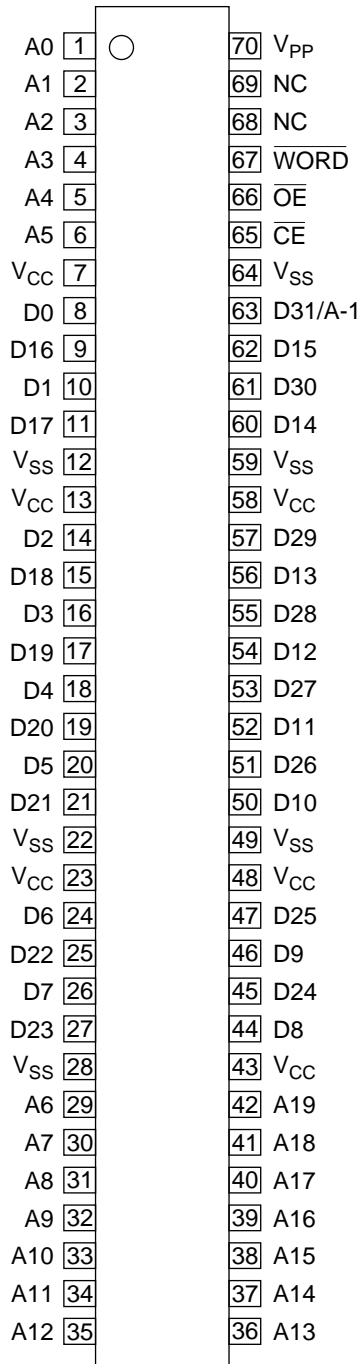 A0 1 70 VPP
A1 2 69 NC
A2 3 68 NC
A3 4 67 W̅O̅R̅D̅
A4 5 66 O̅E̅
A5 6 65 C̅E̅
VCC 7 64 VSS
D0 8 63 D31/A-1
D16 9 62 D15
D1 10 61 D30
D17 11 60 D14
VSS 12 59 VSS
VCC 13 58 VCC
D2 14 57 D29
D18 15 56 D13
D3 16 55 D28
D19 17 54 D12
D4 18 53 D27
D20 19 52 D11
D5 20 51 D26
D21 21 50 D10
VSS 22 49 VSS
VCC 23 48 VCC
D6 24 47 D25
D22 25 46 D9
D7 26 45 D24
D23 27 44 D8
VSS 28 43 VCC
A6 29 42 A19
A7 30 41 A18
A8 31 40 A17
A9 32 39 A16
A10 33 38 A15
A11 34 37 A14
A12 35 36 A13